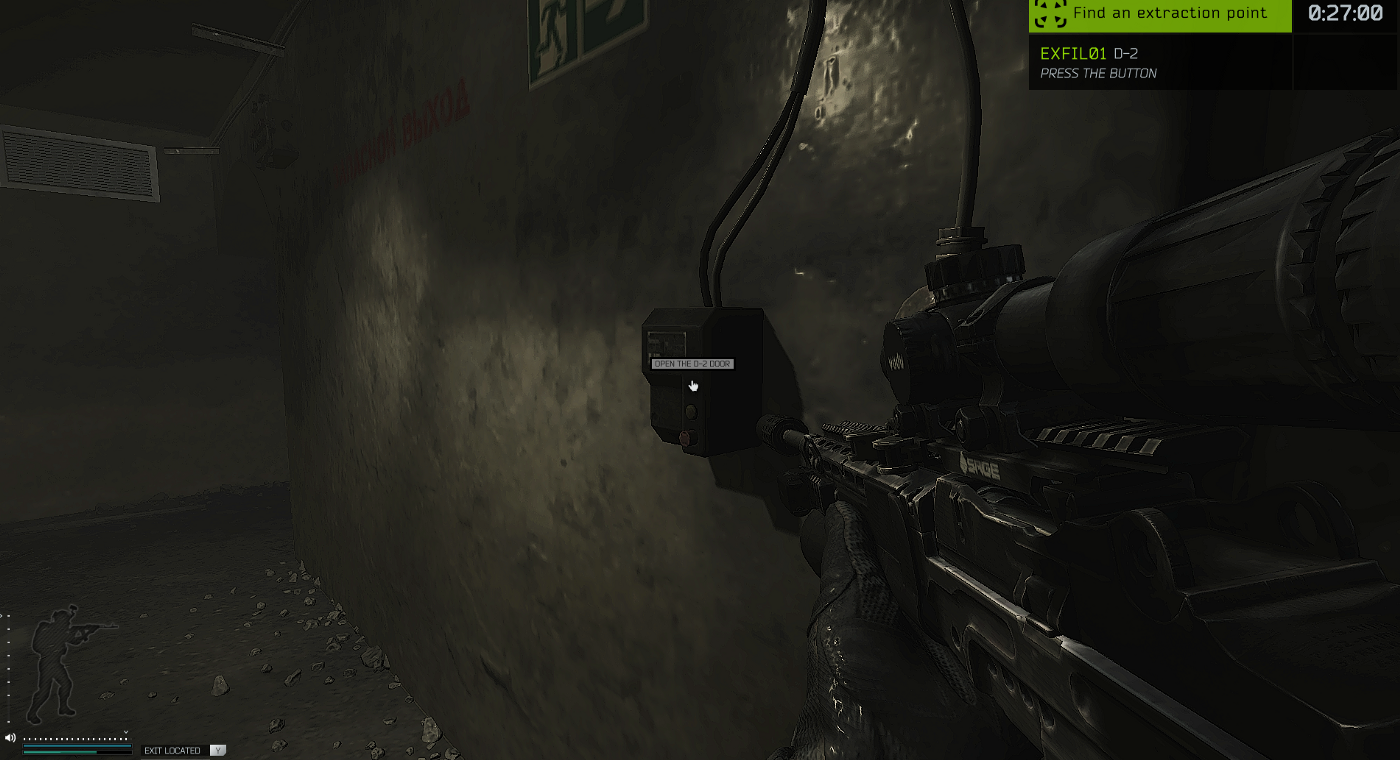 Find an extraction point 0:27:00
EXFIL01 D-2
PRESS THE BUTTON
ВЫХОД
OPEN THE D-2 DOOR
SAGE
EXIT LOCATED Y